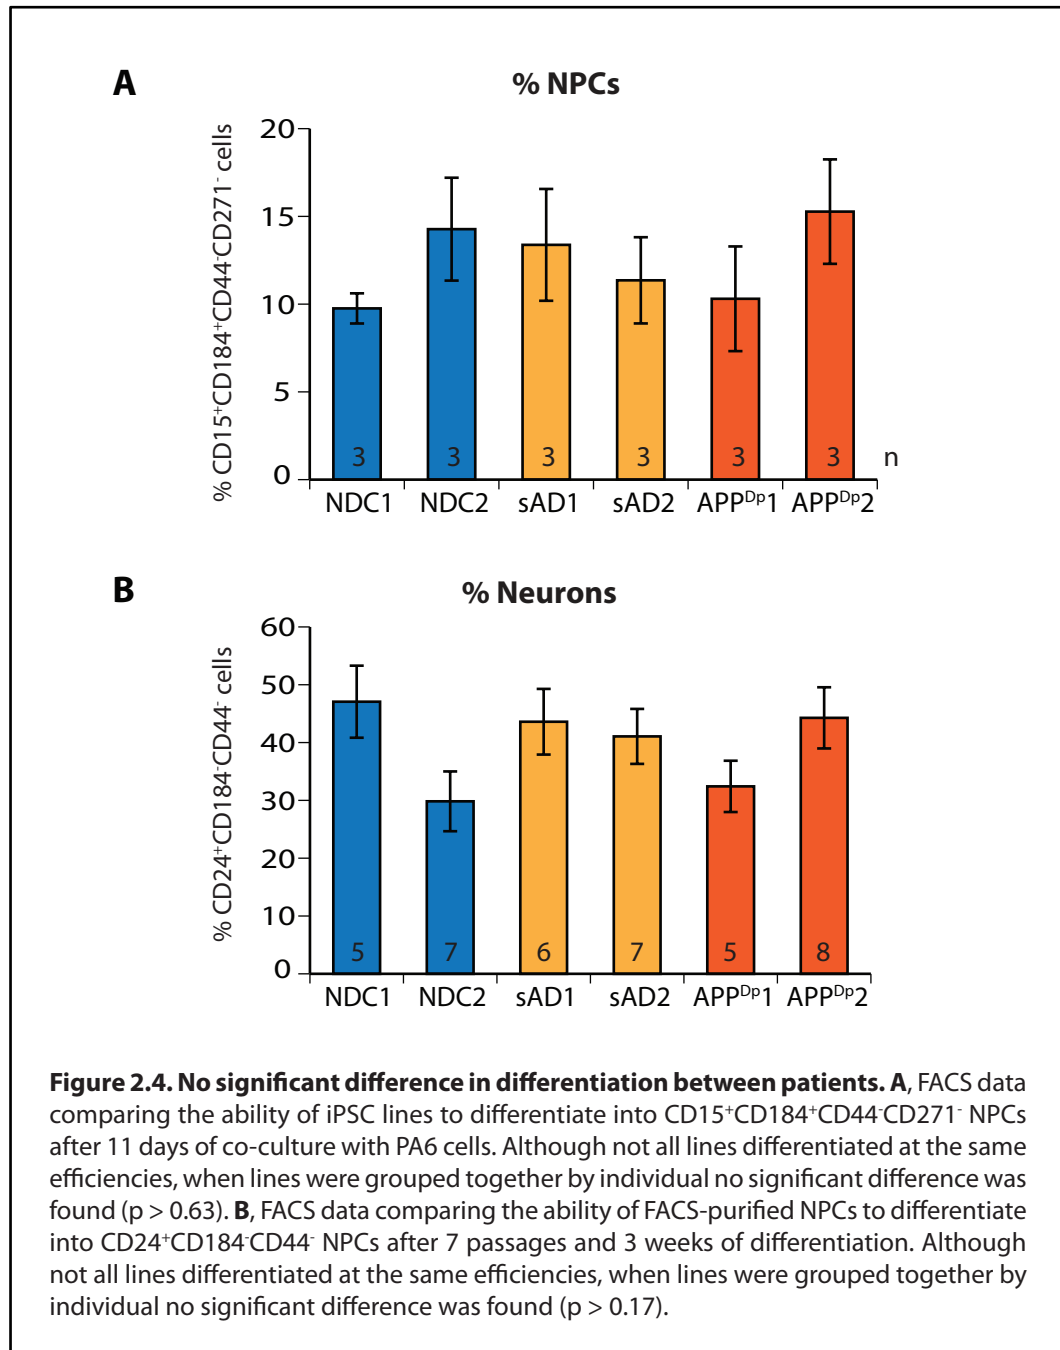 A
% NPCs
% CD15⁺CD184⁺CD44⁻CD271⁻ cells
20
15
10
5
0
3 3 3 3 3 3 n
NDC1 NDC2 sAD1 sAD2 APPᴰᵖ1 APPᴰᵖ2
B
% Neurons
% CD24⁺CD184⁻CD44⁻ cells
60
50
40
30
20
10
0
5 7 6 7 5 8
NDC1 NDC2 sAD1 sAD2 APPᴰᵖ1 APPᴰᵖ2
Figure 2.4. No significant difference in differentiation between patients. A, FACS data
comparing the ability of iPSC lines to differentiate into CD15⁺CD184⁺CD44⁻CD271⁻ NPCs
after 11 days of co-culture with PA6 cells. Although not all lines differentiated at the same
efficiencies, when lines were grouped together by individual no significant difference was
found (p > 0.63). B, FACS data comparing the ability of FACS-purified NPCs to differentiate
into CD24⁺CD184⁻CD44⁻ NPCs after 7 passages and 3 weeks of differentiation. Although
not all lines differentiated at the same efficiencies, when lines were grouped together by
individual no significant difference was found (p > 0.17).